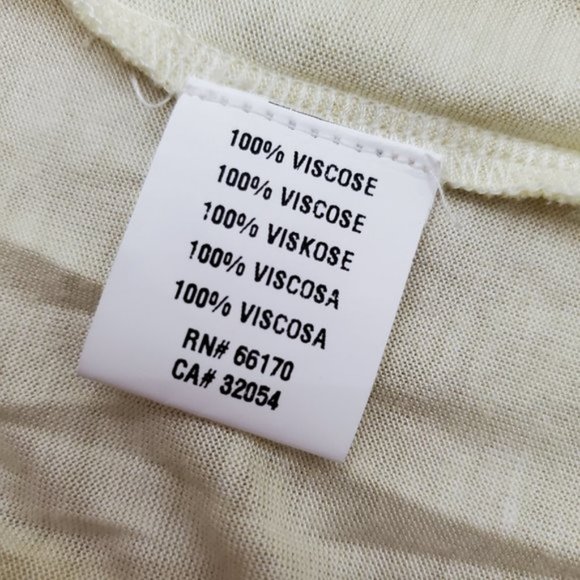 100% VISCOSE
100% VISCOSE
100% VISKOSE
100% VISCOSA
100% VISCOSA
RN# 66170
CA# 32054